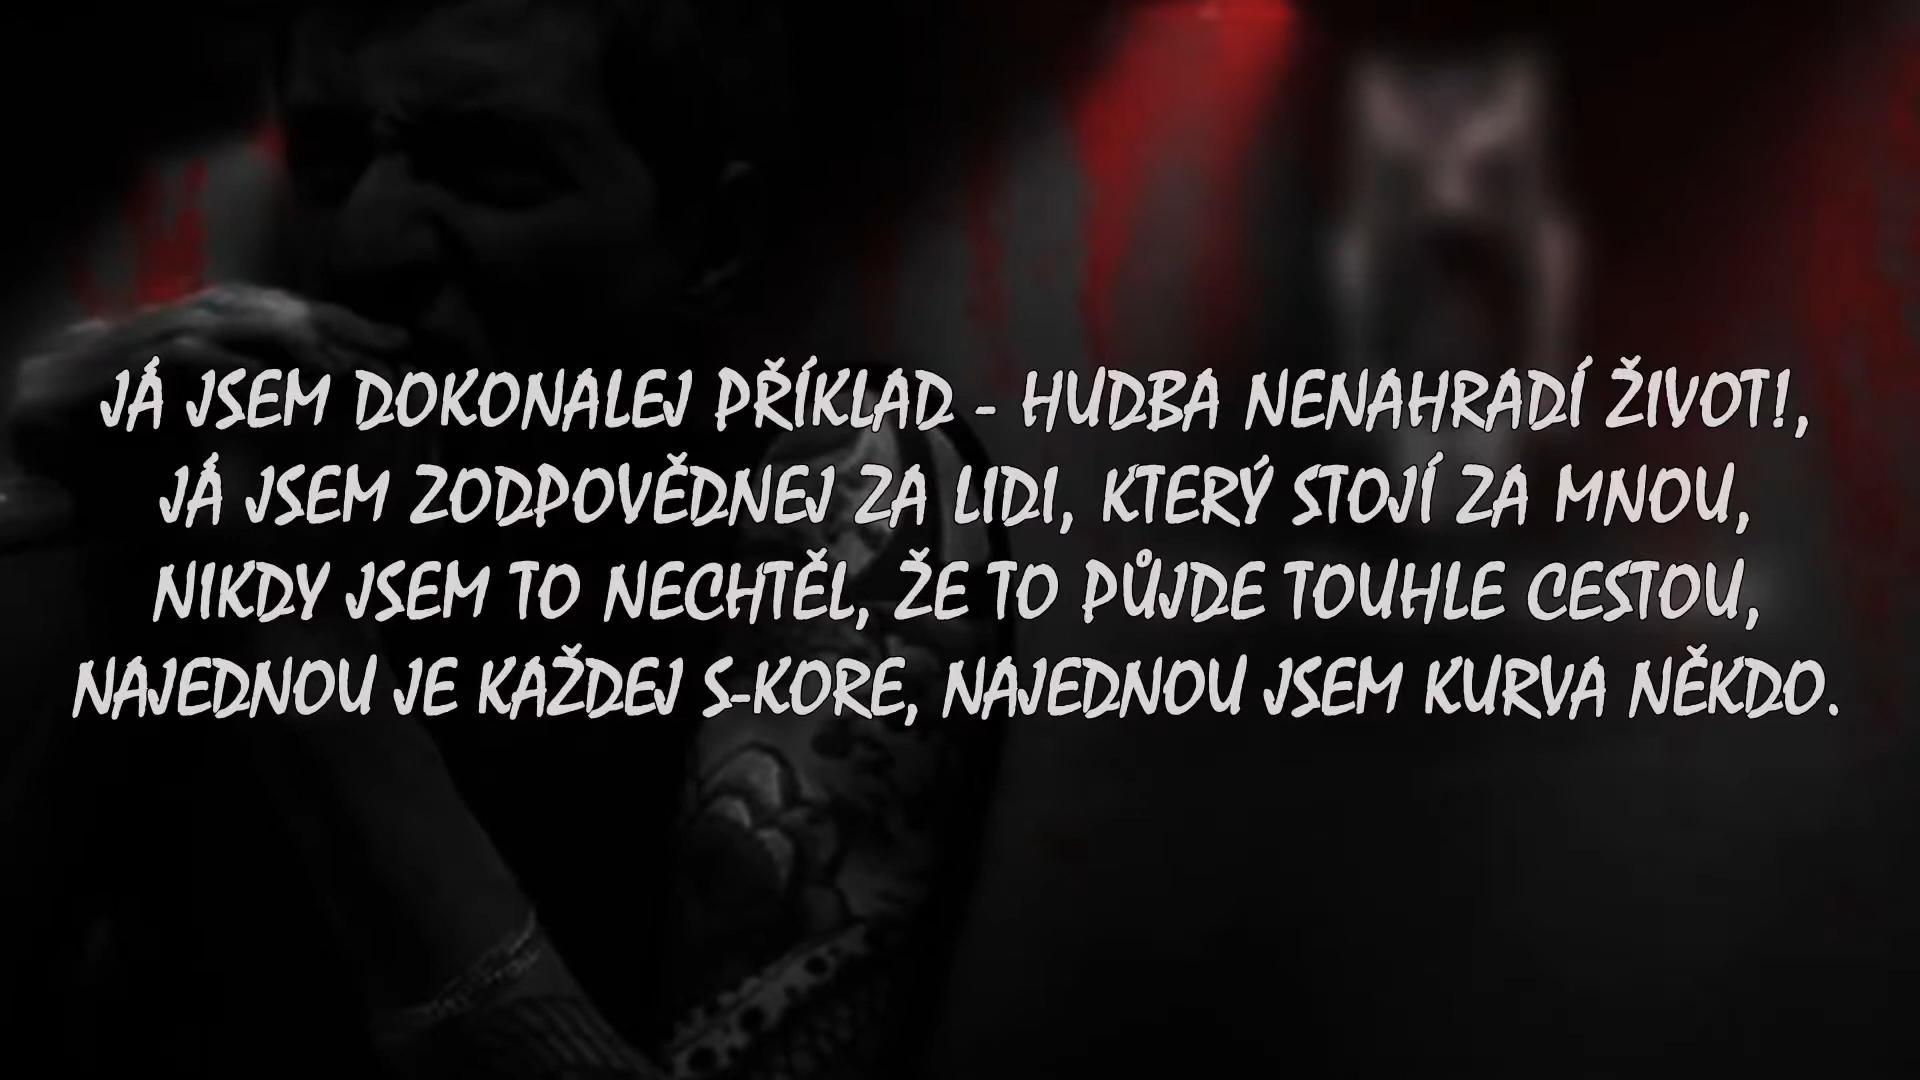 JÁ JSEM DOKONALEJ PŘÍKLAD - HUDBA NENAHRADÍ ŽIVOT!,
JÁ JSEM ZODPOVĚDNEJ ZA LIDI, KTERÝ STOJÍ ZA MNOU,
NIKDY JSEM TO NECHTĚL, ŽE TO PŮJDE TOUHLE CESTOU,
NAJEDNOU JE KAŽDEJ S-KORE, NAJEDNOU JSEM KURVA NĚKDO.